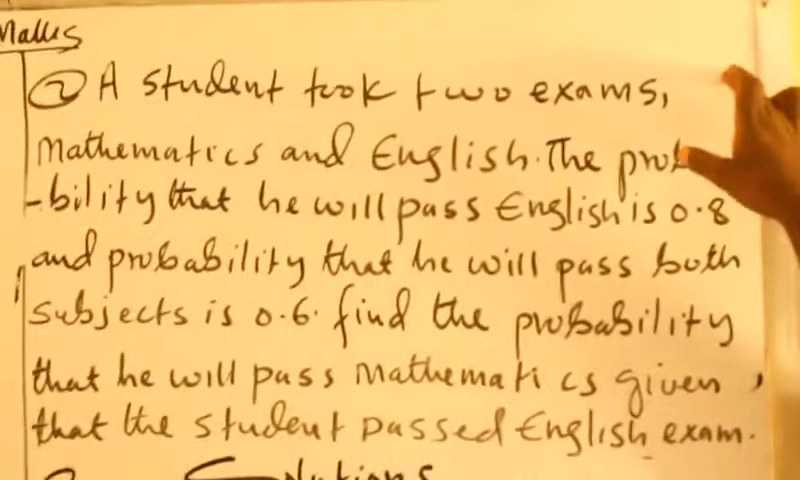 Maths
② A student took two exams,
Mathematics and English. The prob
-bility that he will pass English is 0.8
and probability that he will pass both
subjects is 0.6. find the probability
that he will pass Mathematics given
that the student passed English exam.
Solutions